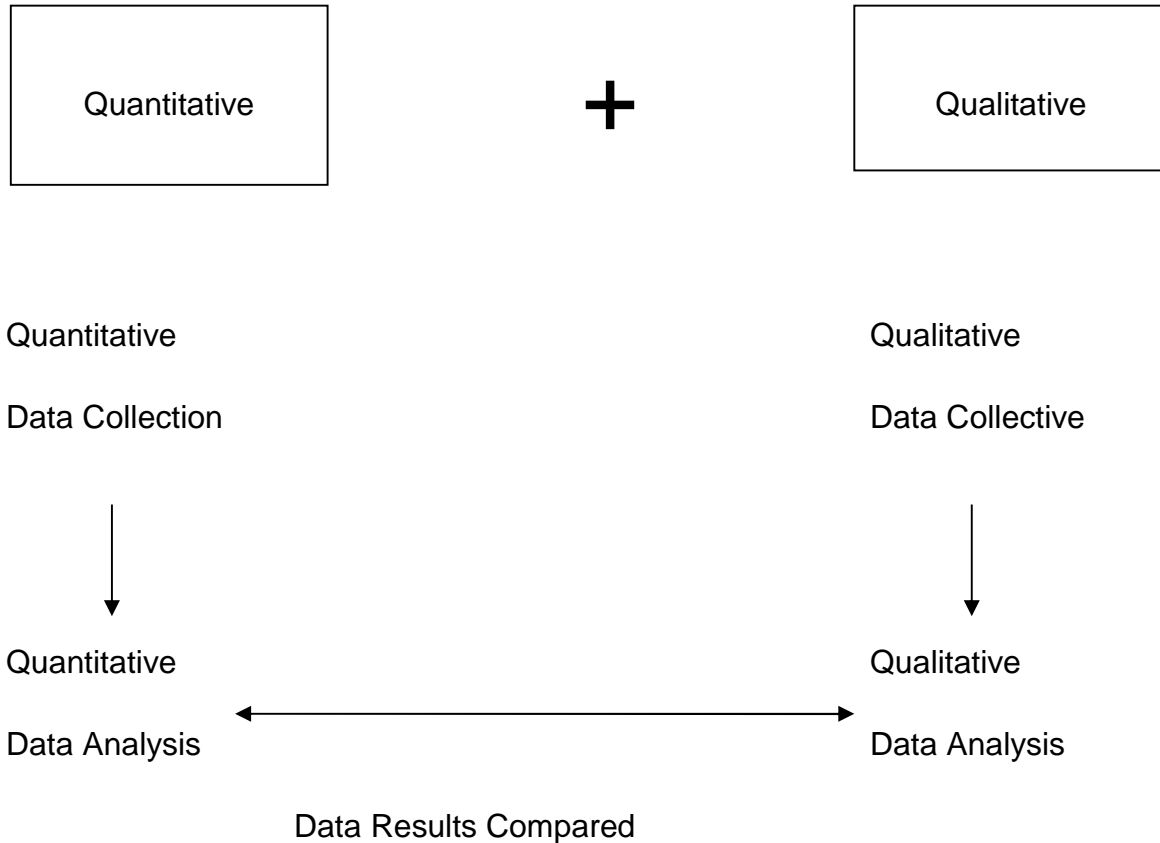 Quantitative
+
Qualitative
Quantitative
Data Collection
Qualitative
Data Collective
Quantitative
Data Analysis
Qualitative
Data Analysis
Data Results Compared